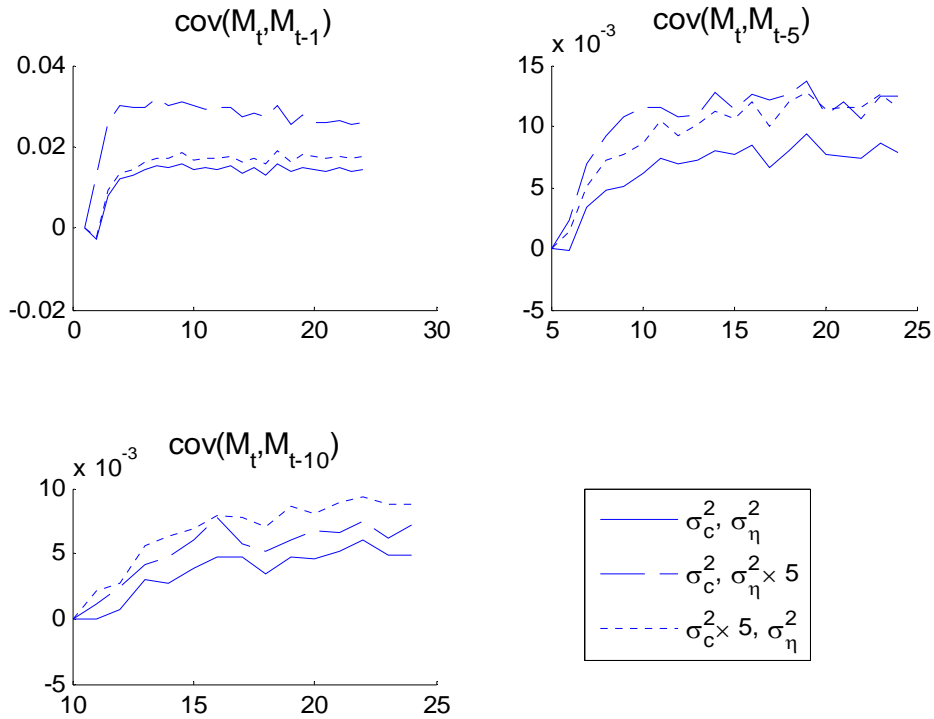 cov(M_t,M_{t-1})
0.04
0.02
0
-0.02
0 10 20 30
cov(M_t,M_{t-5})
x 10^{-3}
15
10
5
0
-5
5 10 15 20 25
cov(M_t,M_{t-10})
x 10^{-3}
10
5
0
-5
10 15 20 25
σ_c^2, σ_η^2
σ_c^2, σ_η^2 × 5
σ_c^2 × 5, σ_η^2